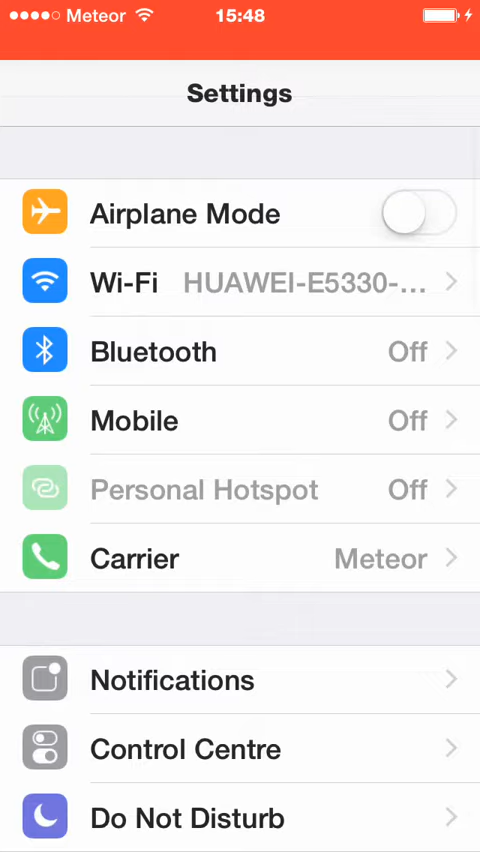 Meteor 15:48
Settings
Airplane Mode
Wi-Fi HUAWEI-E5330-...
Bluetooth Off
Mobile Off
Personal Hotspot Off
Carrier Meteor
Notifications
Control Centre
Do Not Disturb